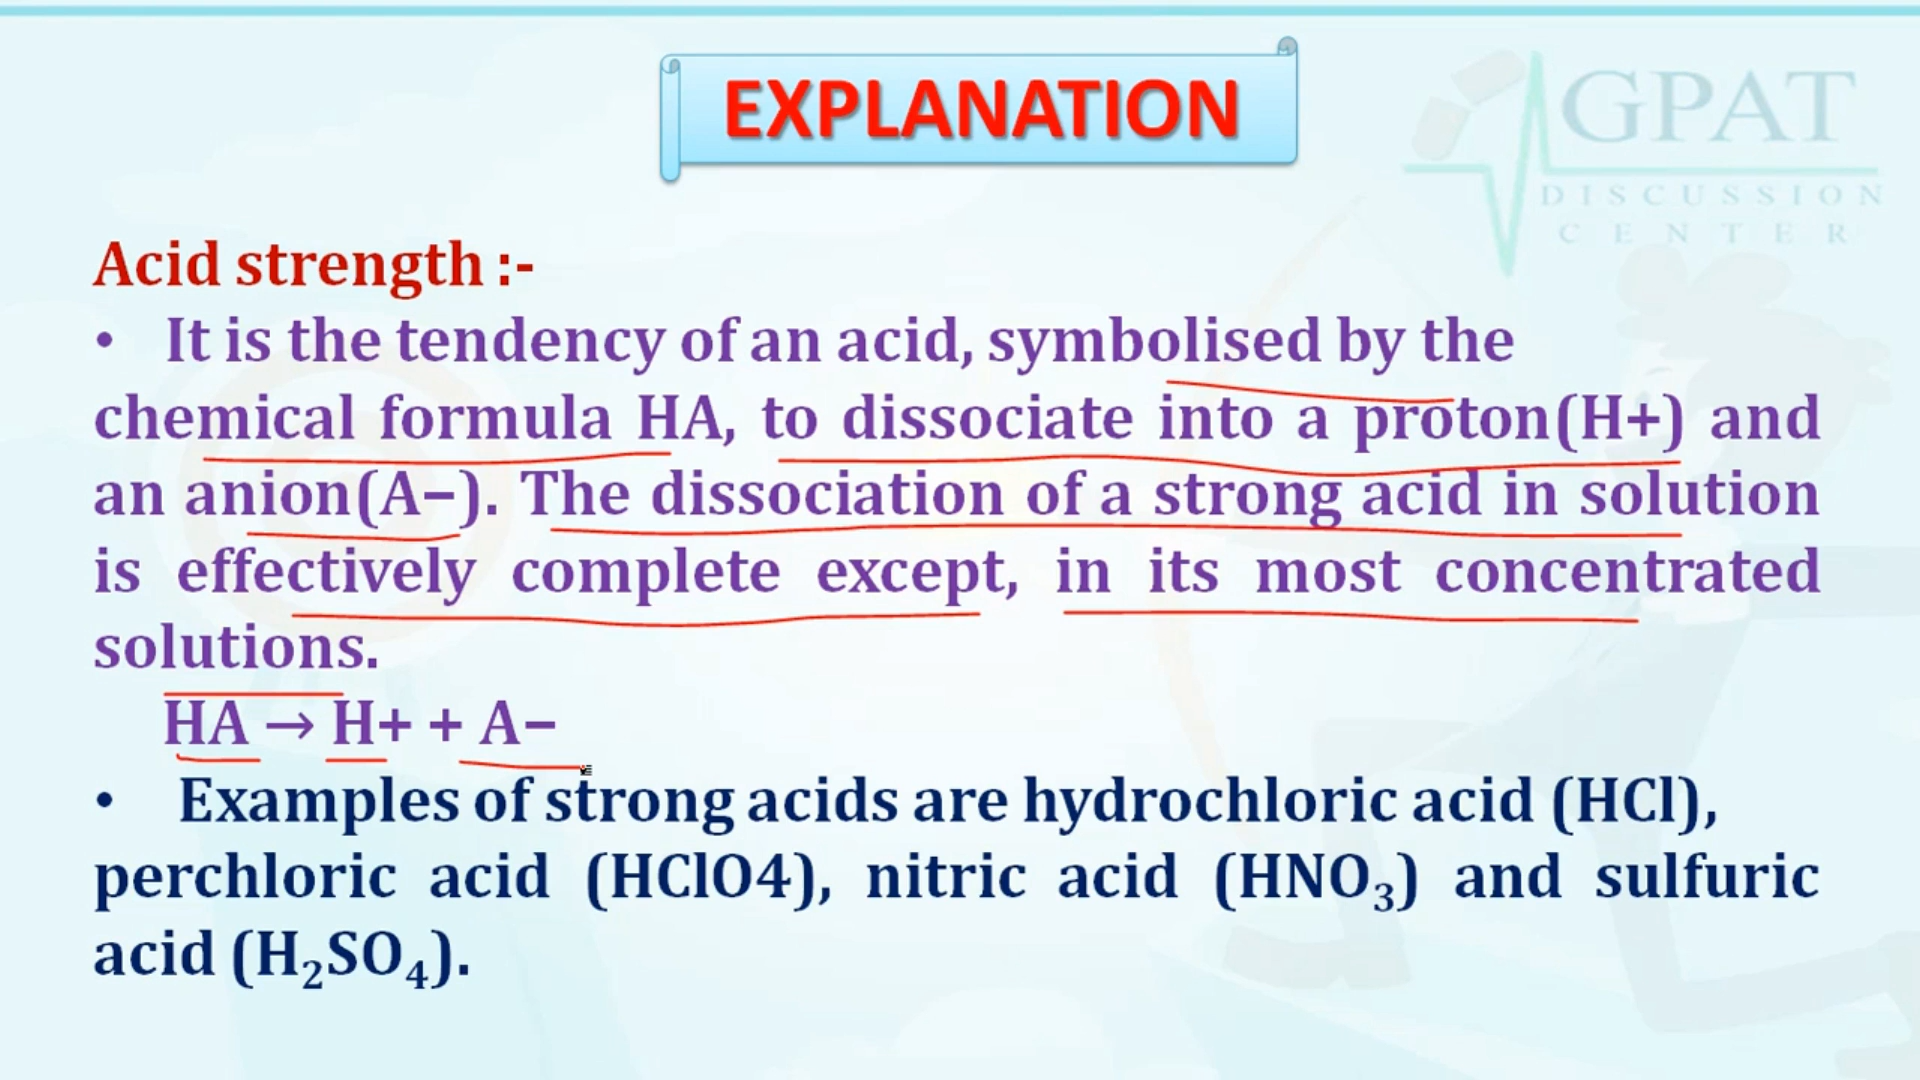 EXPLANATION
GPAT
DISCUSSION
CENTER
Acid strength :-
• It is the tendency of an acid, symbolised by the
chemical formula HA, to dissociate into a proton(H+) and
an anion(A−). The dissociation of a strong acid in solution
is effectively complete except, in its most concentrated
solutions.
HA → H+ + A−
• Examples of strong acids are hydrochloric acid (HCl),
perchloric acid (HClO4), nitric acid (HNO₃) and sulfuric
acid (H₂SO₄).